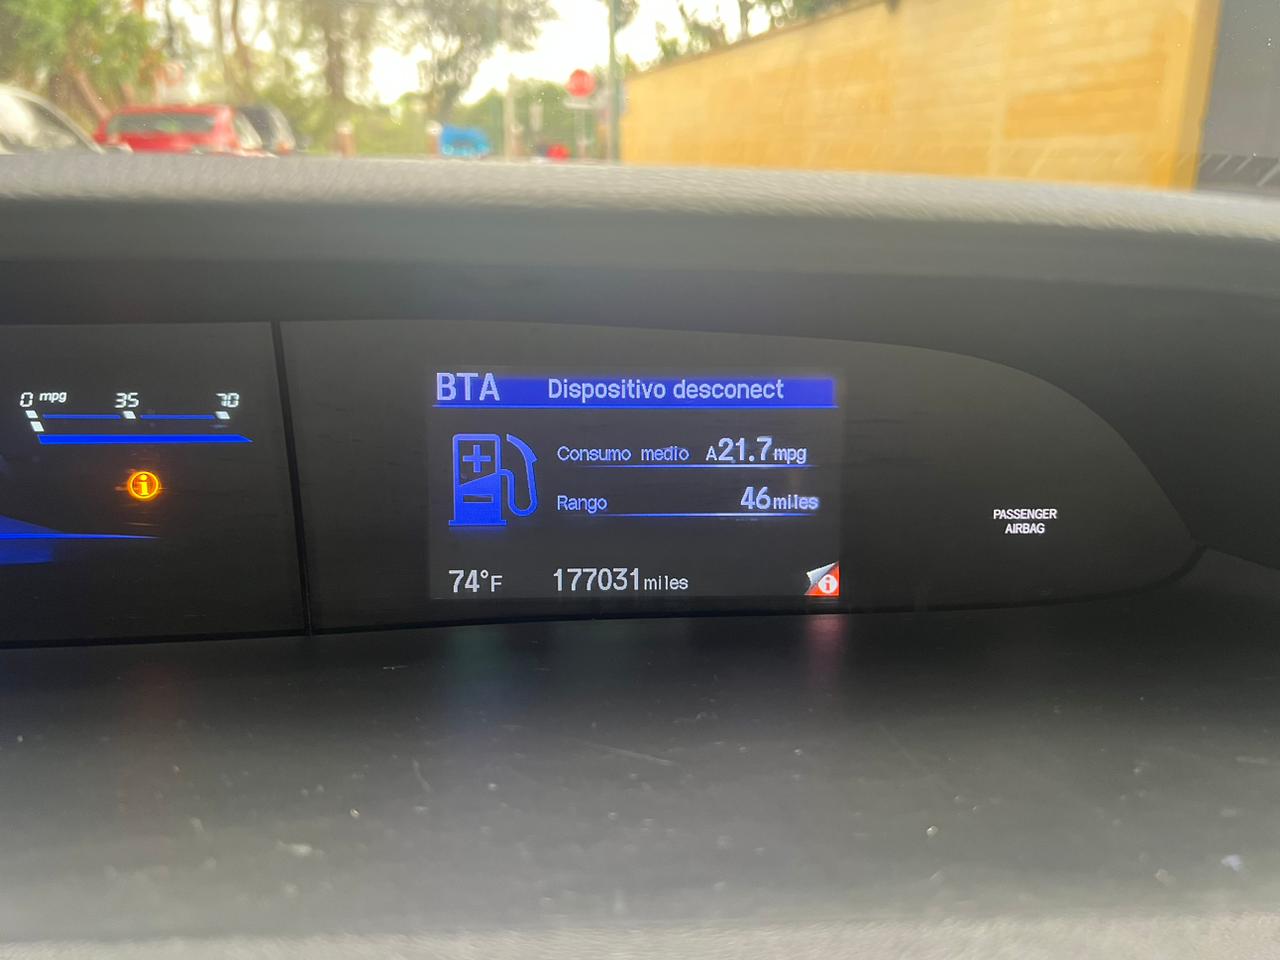 0 mpg 35 70
BTA Dispositivo desconect
Consumo medio A21.7mpg
Rango 46miles
74°F 177031miles
PASSENGER
AIRBAG